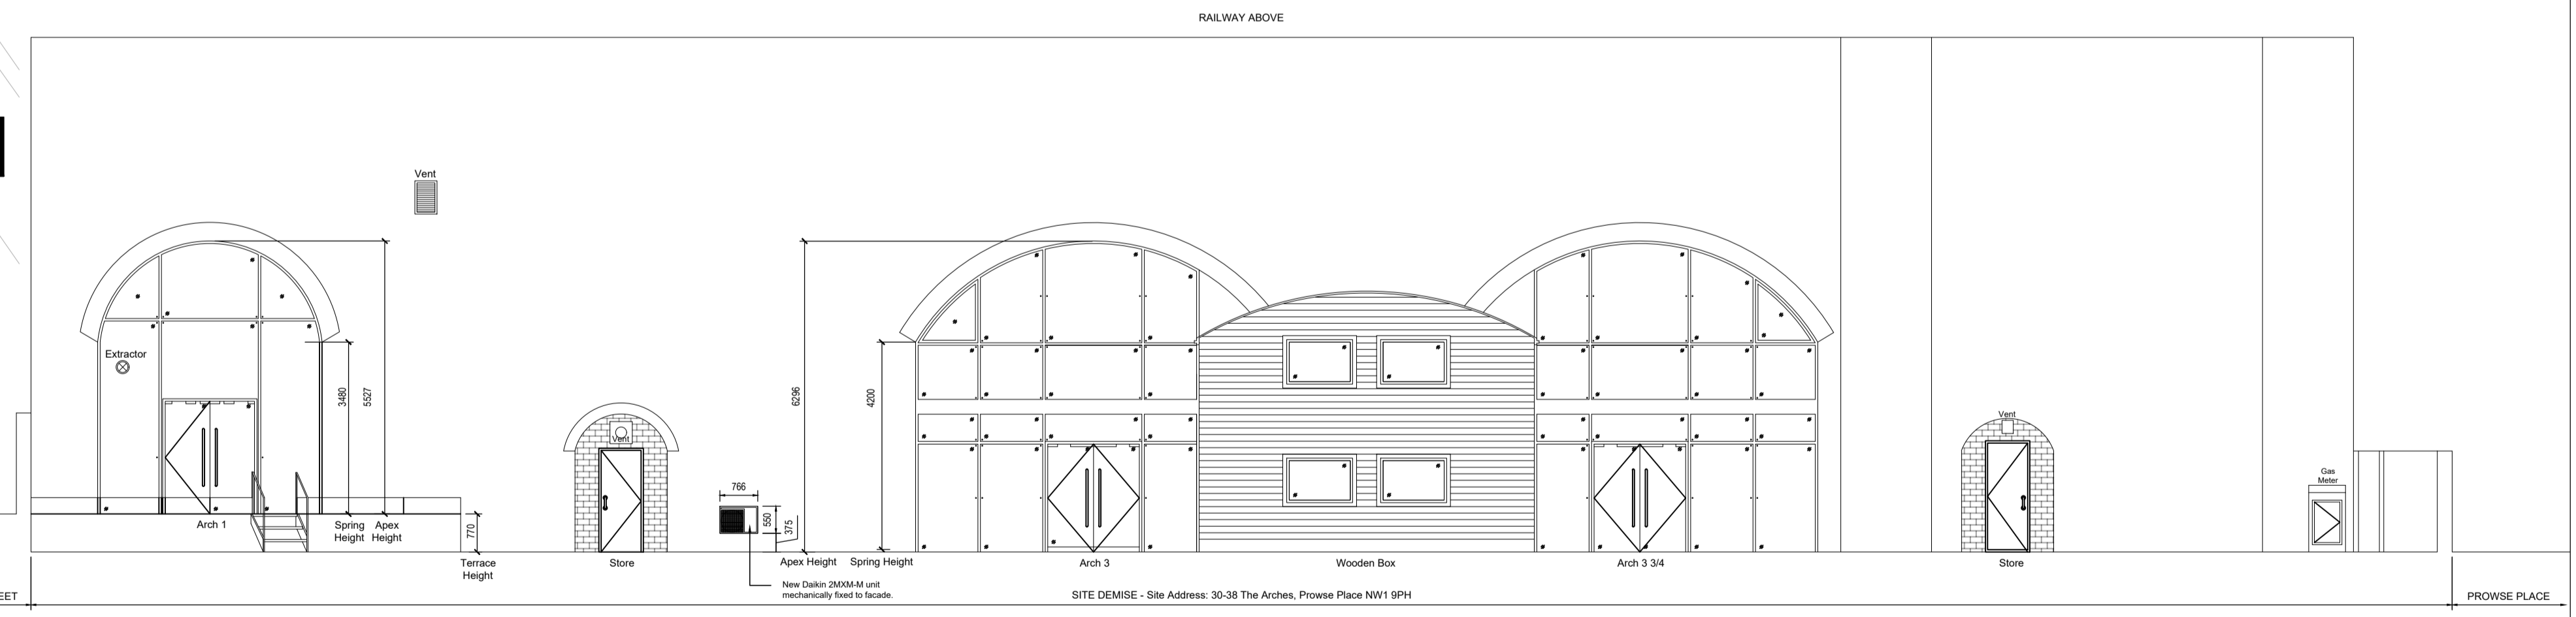 RAILWAY ABOVE
Vent
Extractor
3480
5527
Arch 1
Spring
Height
Apex
Height
770
Terrace
Height
Vent
Store
766
550
375
New Daikin 2MXM-M unit
mechanically fixed to facade.
6296
Apex Height
4200
Spring Height
Arch 3
Wooden Box
Arch 3 3/4
Vent
Store
Gas
Meter
EET
SITE DEMISE - Site Address: 30-38 The Arches, Prowse Place NW1 9PH
PROWSE PLACE